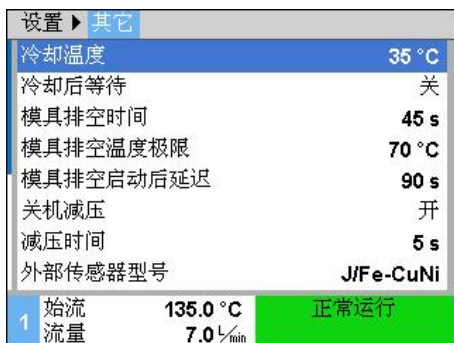 设置 ▶ 其它
冷却温度 35 °C
冷却后等待 关
模具排空时间 45 s
模具排空温度极限 70 °C
模具排空启动后延迟 90 s
关机减压 开
减压时间 5 s
外部传感器型号 J/Fe-CuNi
1 始流 135.0 °C 正常运行
流量 7.0 L/min